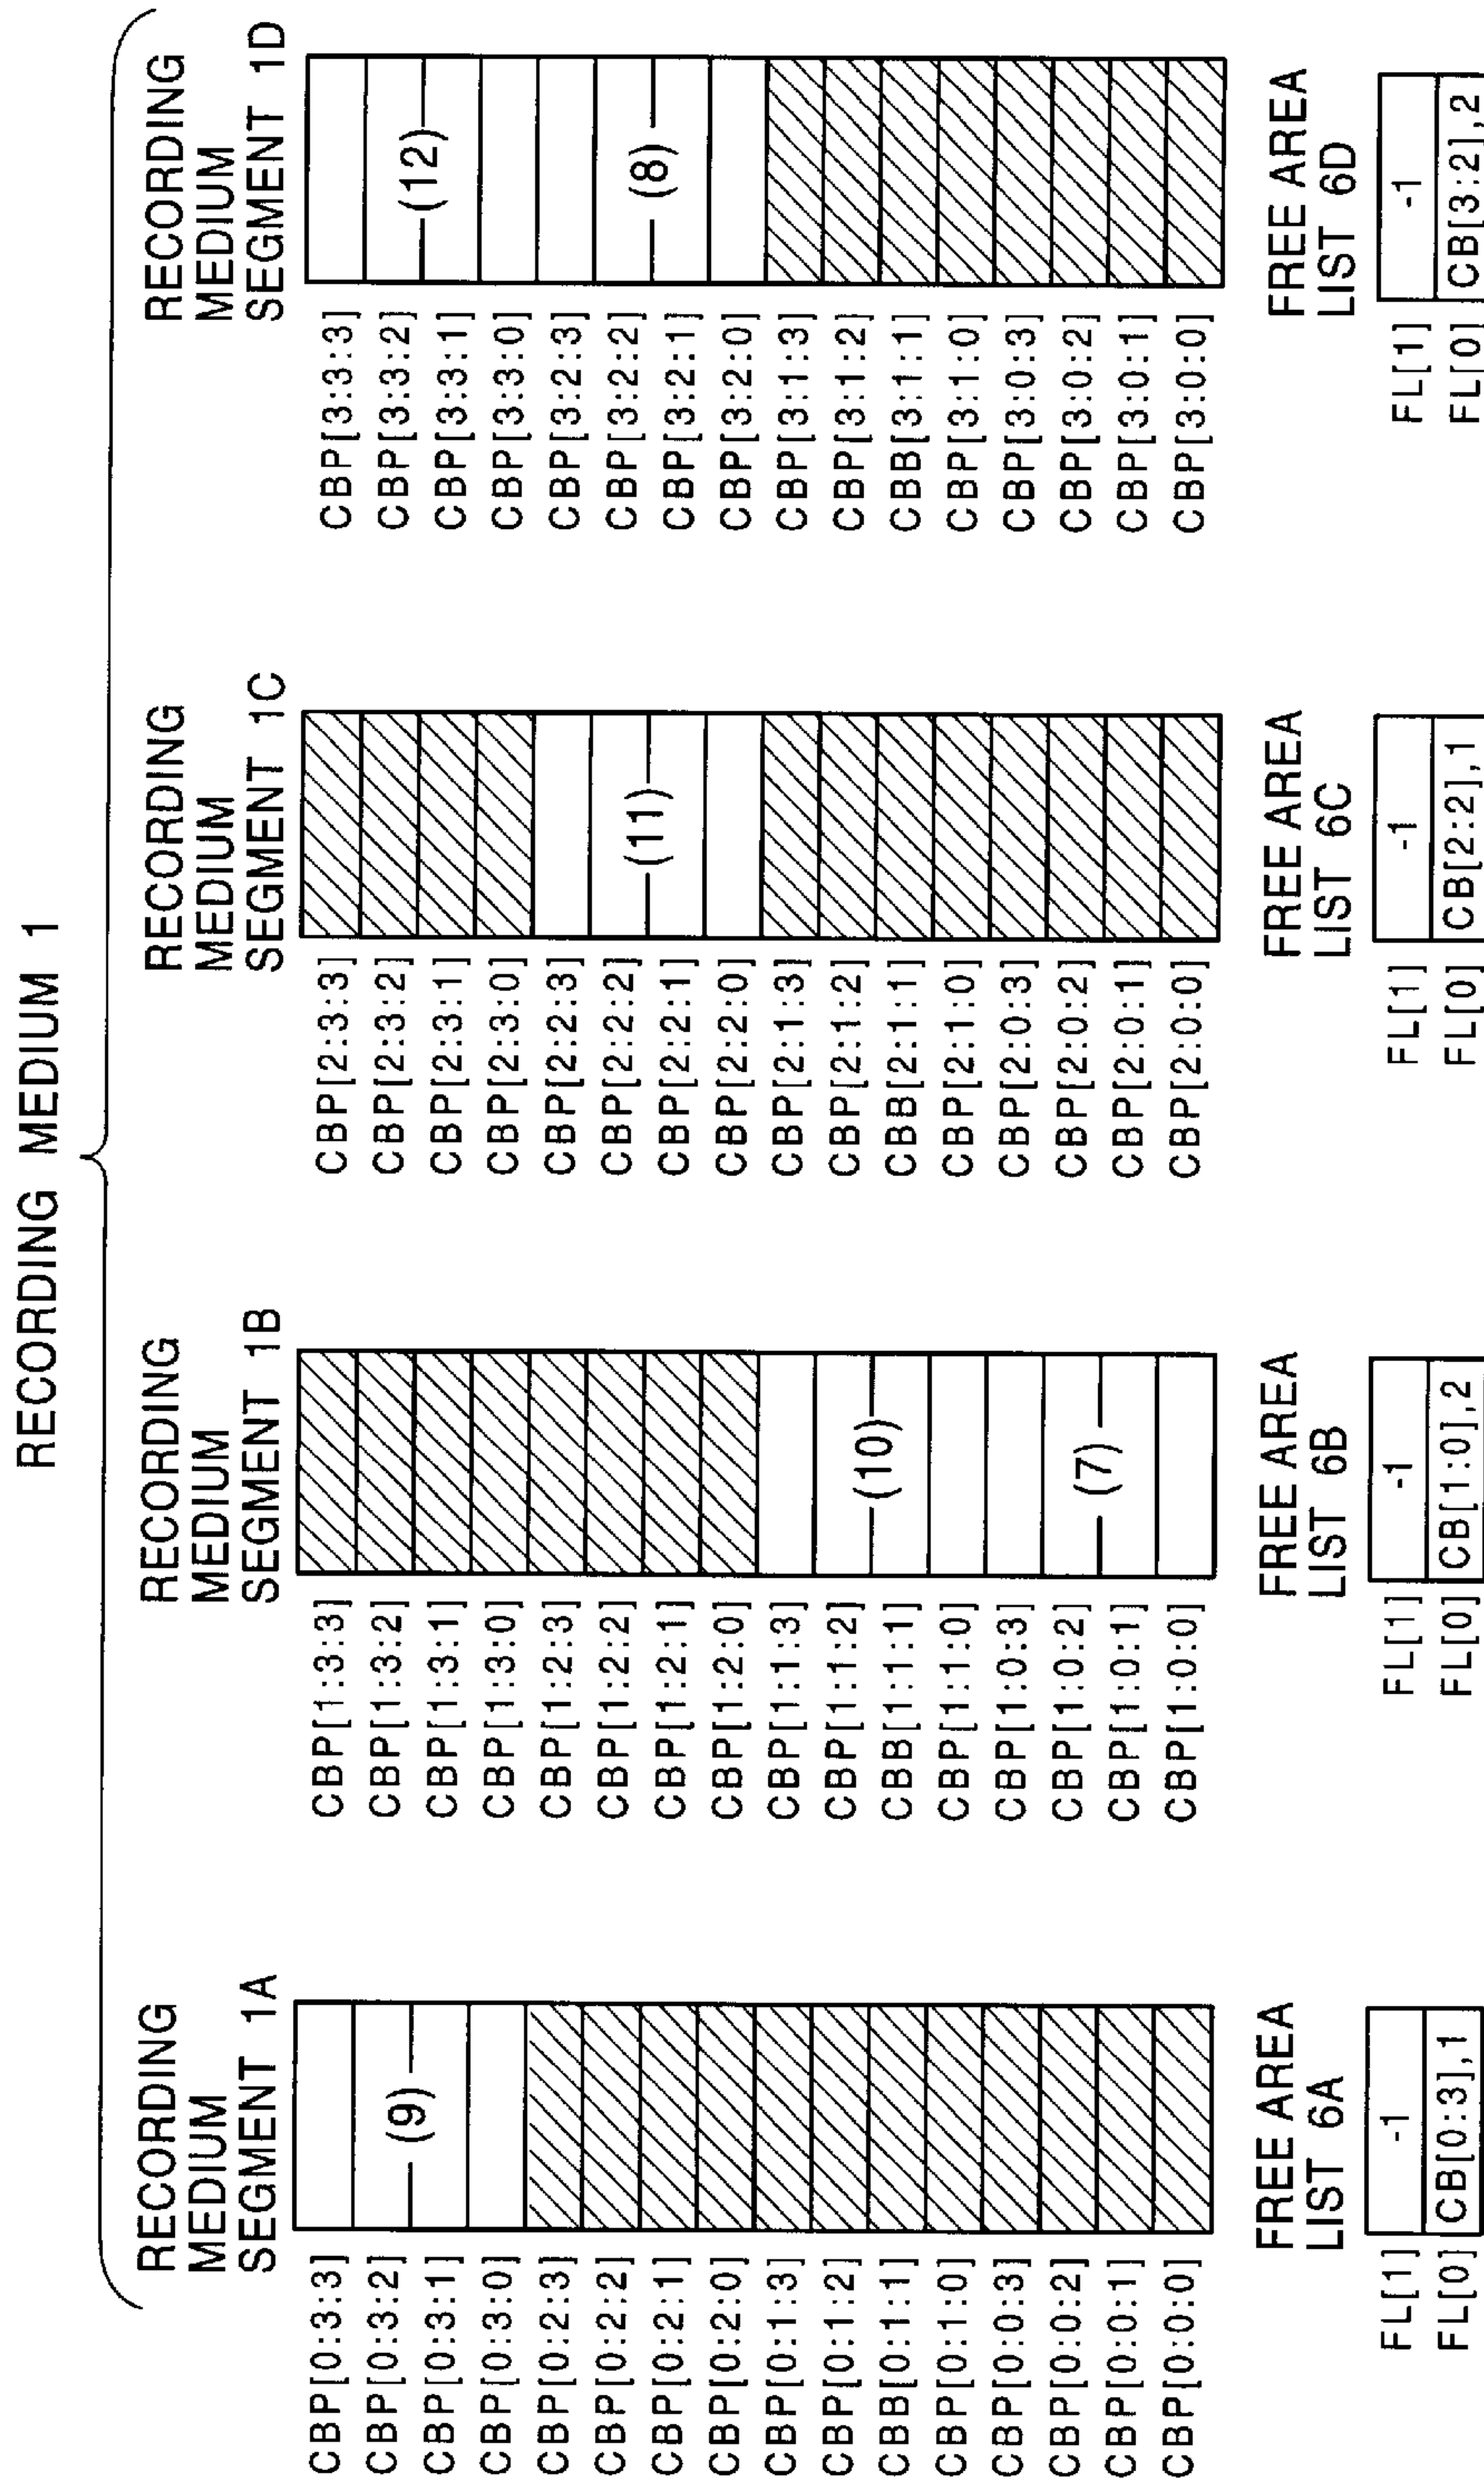 RECORDING MEDIUM 1
RECORDING
MEDIUM
SEGMENT 1A
CBP[0:3:3]
CBP[0:3:2]
CBP[0:3:1]
CBP[0:3:0]
CBP[0:2:3]
CBP[0:2:2]
CBP[0:2:1]
CBP[0:2:0]
CBP[0:1:3]
CBP[0:1:2]
CBB[0:1:1]
CBP[0:1:0]
CBP[0:0:3]
CBP[0:0:2]
CBP[0:0:1]
CBP[0:0:0]
(9)
FREE AREA
LIST 6A
FL[1] -1
FL[0] CB[0:3],1
RECORDING
MEDIUM
SEGMENT 1B
CBP[1:3:3]
CBP[1:3:2]
CBP[1:3:1]
CBP[1:3:0]
CBP[1:2:3]
CBP[1:2:2]
CBP[1:2:1]
CBP[1:2:0]
CBP[1:1:3]
CBP[1:1:2]
CBB[1:1:1]
CBP[1:1:0]
CBP[1:0:3]
CBP[1:0:2]
CBP[1:0:1]
CBP[1:0:0]
(10)
(7)
FREE AREA
LIST 6B
FL[1] -1
FL[0] CB[1:0],2
RECORDING
MEDIUM
SEGMENT 1C
CBP[2:3:3]
CBP[2:3:2]
CBP[2:3:1]
CBP[2:3:0]
CBP[2:2:3]
CBP[2:2:2]
CBP[2:2:1]
CBP[2:2:0]
CBP[2:1:3]
CBP[2:1:2]
CBB[2:1:1]
CBP[2:1:0]
CBP[2:0:3]
CBP[2:0:2]
CBP[2:0:1]
CBP[2:0:0]
(11)
FREE AREA
LIST 6C
FL[1] -1
FL[0] CB[2:2],1
RECORDING
MEDIUM
SEGMENT 1D
CBP[3:3:3]
CBP[3:3:2]
CBP[3:3:1]
CBP[3:3:0]
CBP[3:2:3]
CBP[3:2:2]
CBP[3:2:1]
CBP[3:2:0]
CBP[3:1:3]
CBP[3:1:2]
CBB[3:1:1]
CBP[3:1:0]
CBP[3:0:3]
CBP[3:0:2]
CBP[3:0:1]
CBP[3:0:0]
(12)
(8)
FREE AREA
LIST 6D
FL[1] -1
FL[0] CB[3:2],2